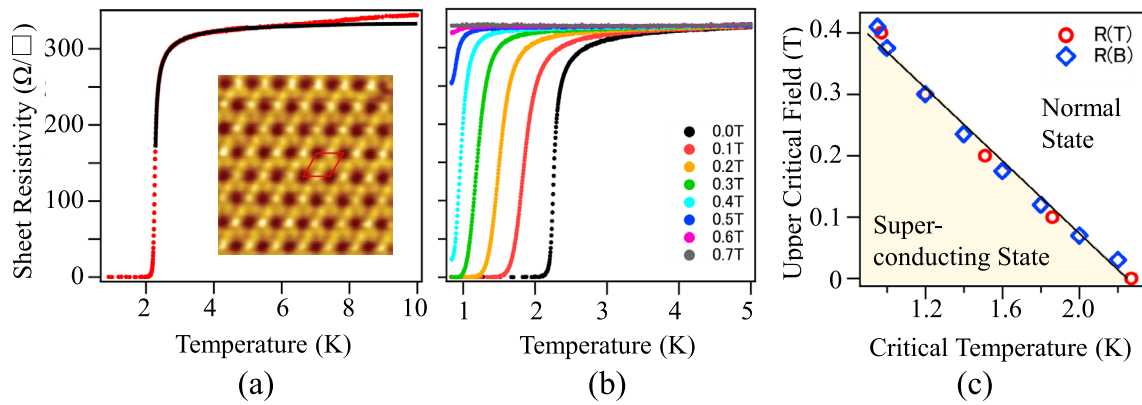 Sheet Resistivity (Ω/□)
300
200
100
0
2
4
6
8
10
Temperature (K)
(a)
0.0T
0.1T
0.2T
0.3T
0.4T
0.5T
0.6T
0.7T
1
2
3
4
5
Temperature (K)
(b)
Upper Critical Field (T)
0.4
0.3
0.2
0.1
0
R(T)
R(B)
Normal
State
Super-
conducting State
1.2
1.6
2.0
Critical Temperature (K)
(c)